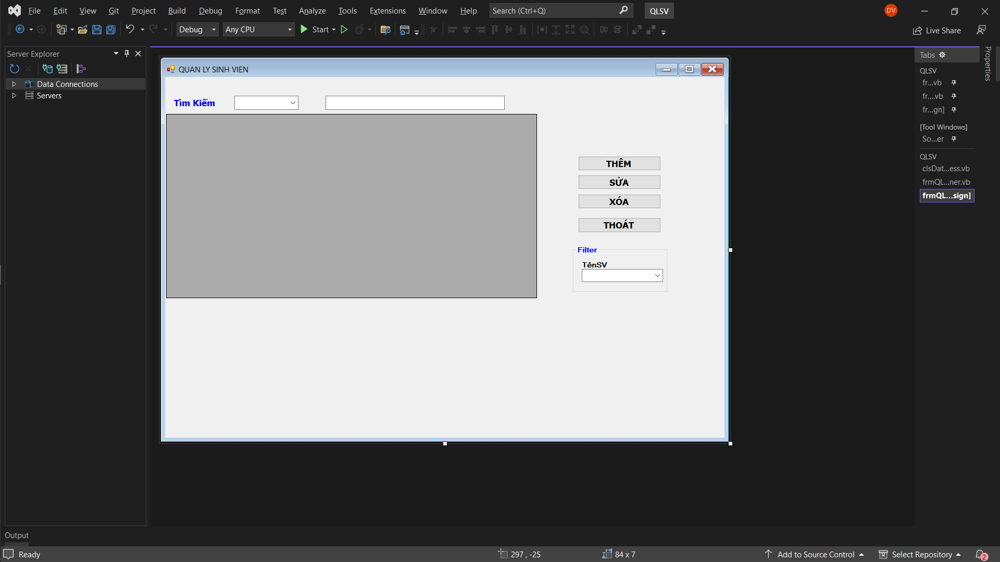 File Edit View Git Project Build Debug Format Test Analyze Tools Extensions Window Help Search (Ctrl+Q) QLSV DV
Debug Any CPU Start Live Share
Server Explorer
Data Connections
Servers
QUAN LY SINH VIEN
Tìm Kiếm
THÊM
SỬA
XÓA
THOÁT
Filter
TênSV
Tabs
QLSV
fr...vb
fr....vb
fr...gn]
[Tool Windows]
So...er
QLSV
clsDat...ess.vb
frmQL...ner.vb
frmQL...sign]
Properties
Output
Ready 297 , -25 84 x 7 Add to Source Control Select Repository 2